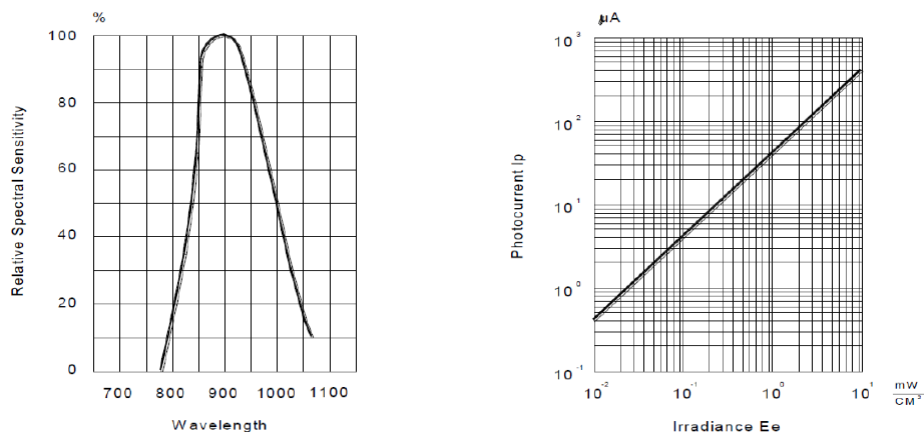 %
100
80
60
40
20
0
Relative Spectral Sensitivity
700 800 900 1000 1100
Wavelength
µA
10³
10²
10¹
10⁰
10⁻¹
Photocurrent Ip
10⁻² 10⁻¹ 10⁰ 10¹
mW
CM³
Irradiance Ee